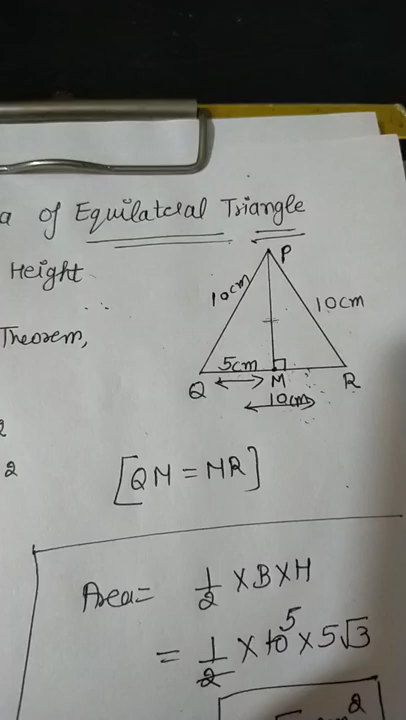 a of Equilateral Triangle
Height
P
10cm
10cm
Theorem,
5cm
Q M R
10cm
2
2
[QM = MR]
Area = 1/2 × B × H
= 1/2 × 10 5 × 5√3
2